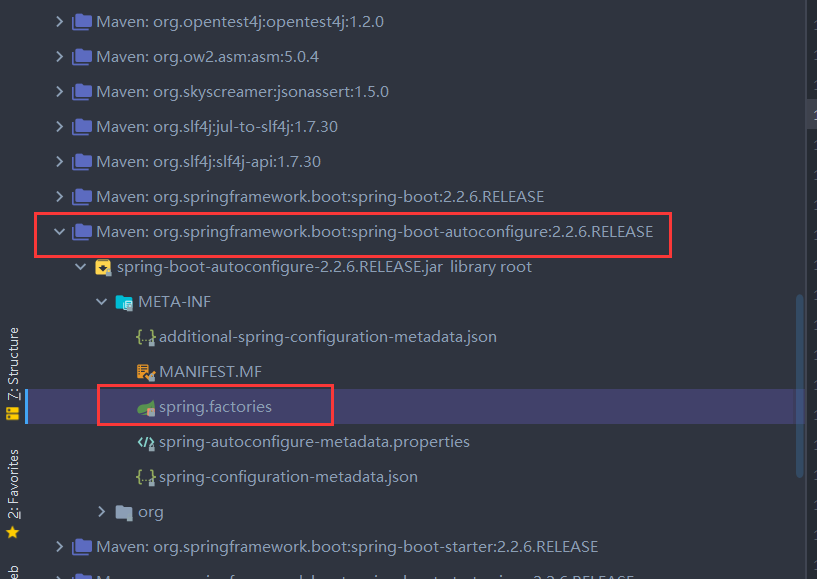 Maven: org.opentest4j:opentest4j:1.2.0
Maven: org.ow2.asm:asm:5.0.4
Maven: org.skyscreamer:jsonassert:1.5.0
Maven: org.slf4j:jul-to-slf4j:1.7.30
Maven: org.slf4j:slf4j-api:1.7.30
Maven: org.springframework.boot:spring-boot:2.2.6.RELEASE
Maven: org.springframework.boot:spring-boot-autoconfigure:2.2.6.RELEASE
spring-boot-autoconfigure-2.2.6.RELEASE.jar library root
META-INF
additional-spring-configuration-metadata.json
MANIFEST.MF
spring.factories
spring-autoconfigure-metadata.properties
spring-configuration-metadata.json
org
Maven: org.springframework.boot:spring-boot-starter:2.2.6.RELEASE
7: Structure
2: Favorites